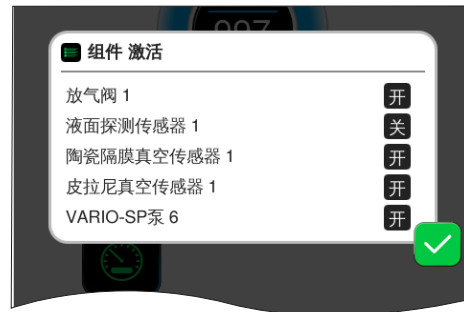 997
组件 激活
放气阀 1 开
液面探测传感器 1 关
陶瓷隔膜真空传感器 1 开
皮拉尼真空传感器 1 开
VARIO-SP泵 6 开